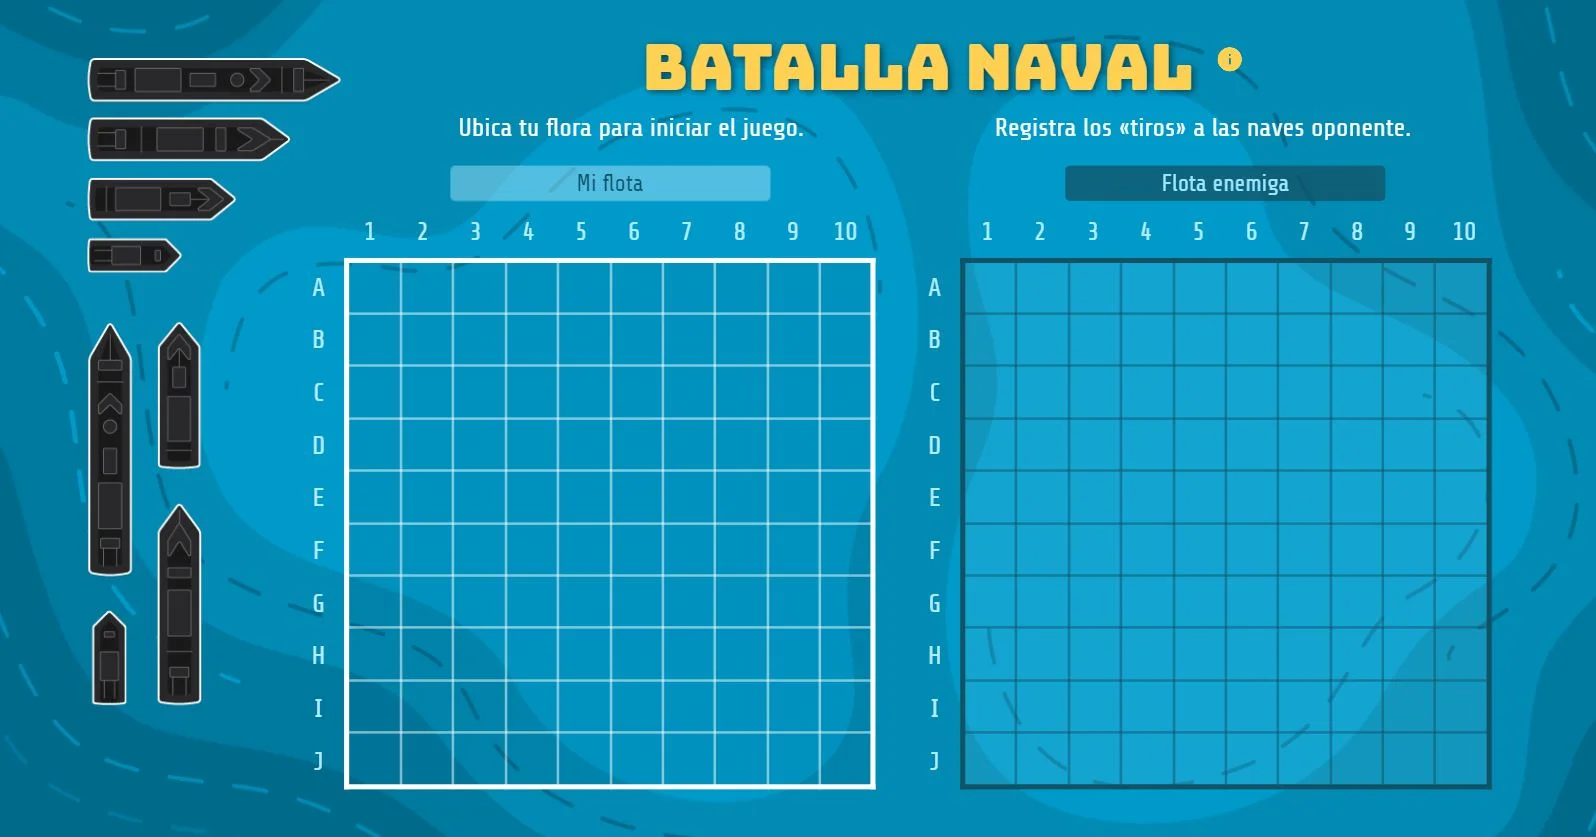 BATALLA NAVAL i
Ubica tu flora para iniciar el juego.
Mi flota
1 2 3 4 5 6 7 8 9 10
A
B
C
D
E
F
G
H
I
J
Registra los «tiros» a las naves oponente.
Flota enemiga
1 2 3 4 5 6 7 8 9 10
A
B
C
D
E
F
G
H
I
J